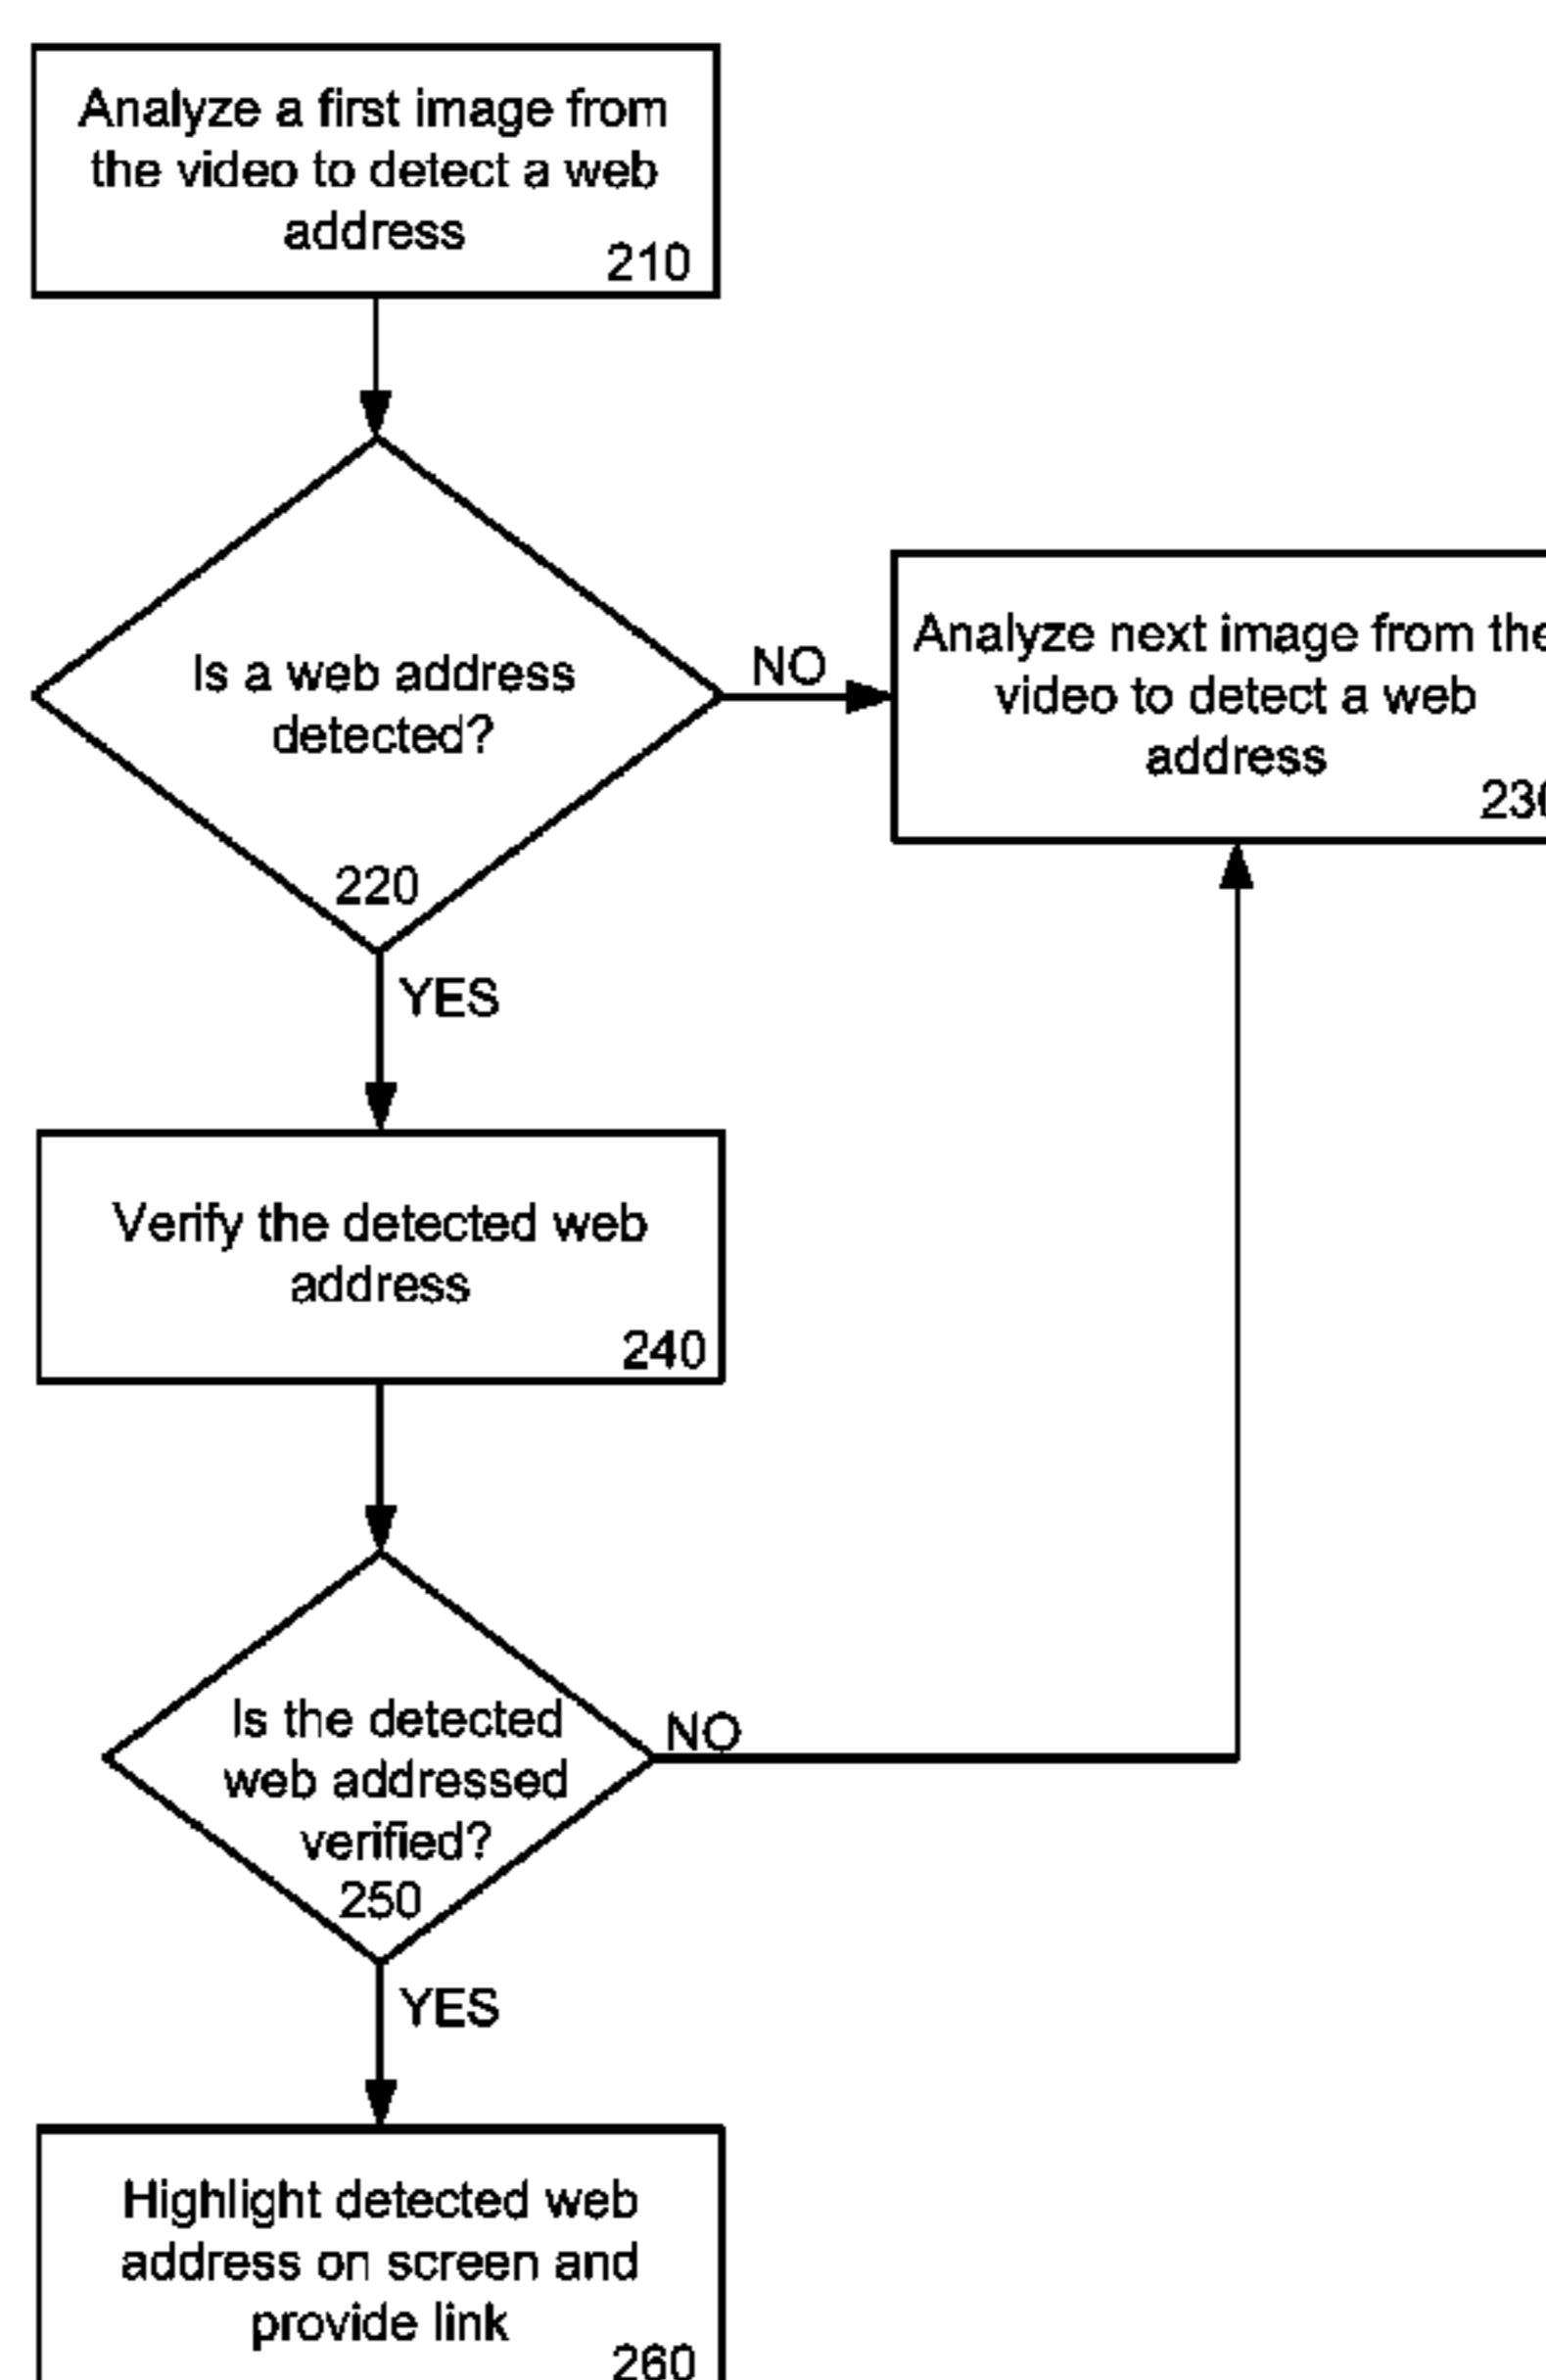 Analyze a first image from
the video to detect a web
address
210
Is a web address
detected?
220
NO
Analyze next image from the
video to detect a web
address
230
YES
Verify the detected web
address
240
Is the detected
web addressed
verified?
250
NO
YES
Highlight detected web
address on screen and
provide link
260